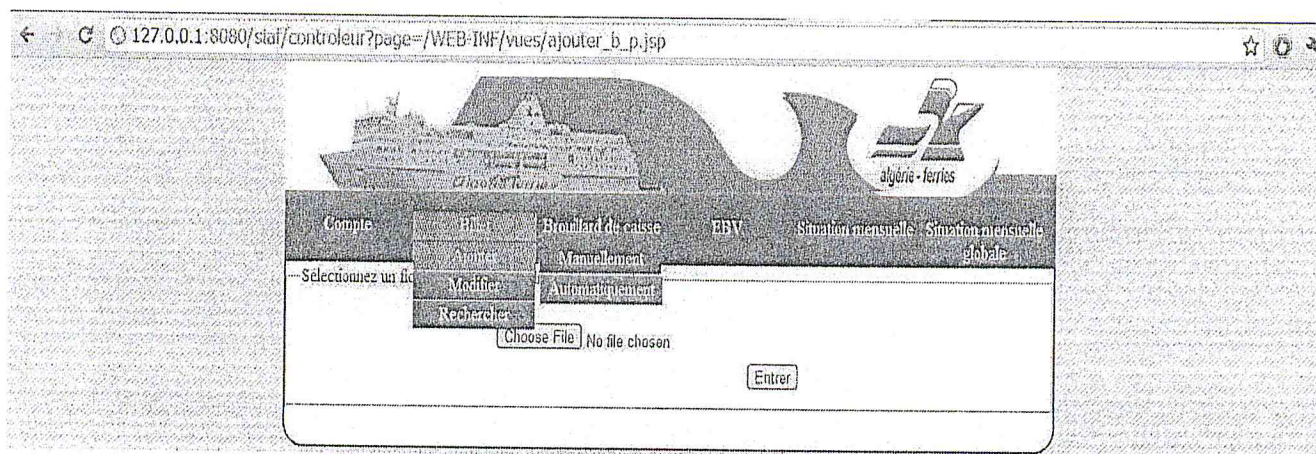 127.0.0.1:8080/staf/controleur?page=/WEB-INF/vues/ajouter_b_p.jsp
algérie - ferries
Compte Billet Brouillard de caisse EBV Situation mensuelle Situation mensuelle globale
Ajouter Manuellement
Sélectionnez un fic
Modifier Automatiquement
Rechercher
Choose File No file chosen
Entrer